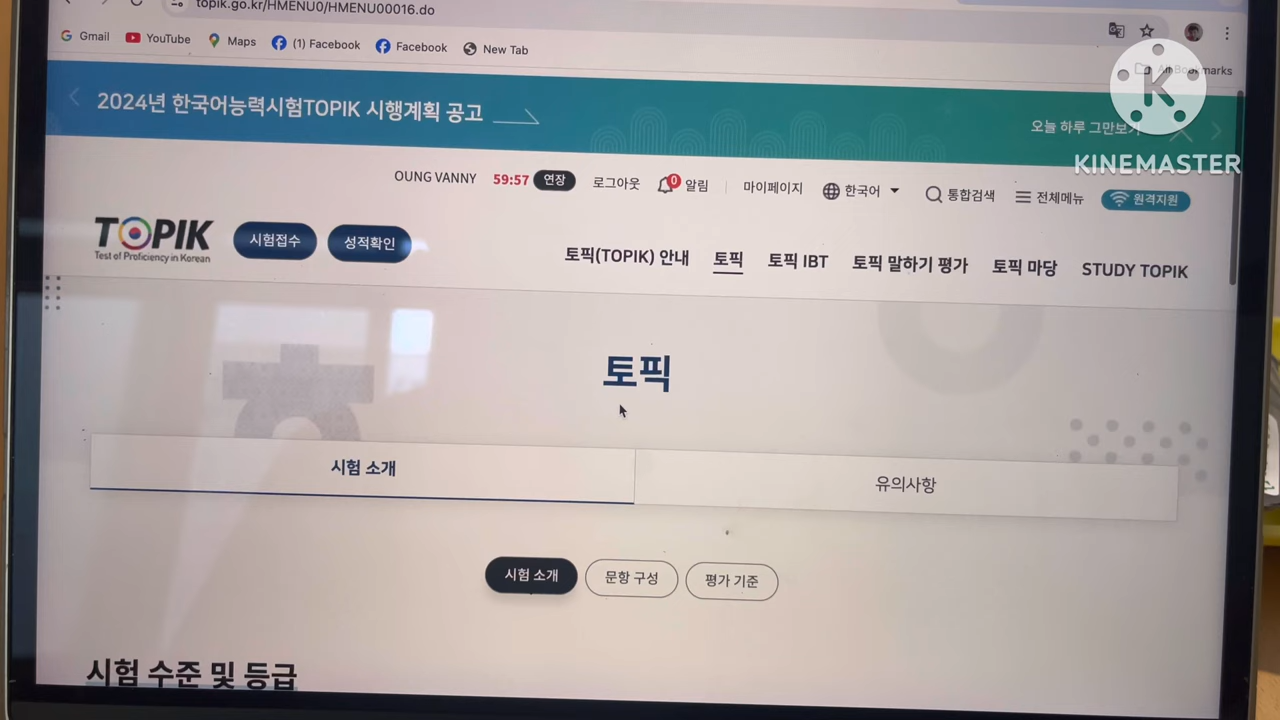 topik.go.kr/HMENU0/HMENU00016.do
Gmail YouTube Maps (1) Facebook Facebook New Tab
All Bookmarks
2024년 한국어능력시험TOPIK 시행계획 공고
오늘 하루 그만보기
K
KINEMASTER
OUNG VANNY 59:57 연장 로그아웃 0 알림 마이페이지 한국어 통합검색 전체메뉴 원격지원
TOPIK
Test of Proficiency in Korean
시험접수 성적확인
토픽(TOPIK) 안내 토픽 토픽 IBT 토픽 말하기 평가 토픽 마당 STUDY TOPIK
토픽
시험 소개 유의사항
시험 소개 문항 구성 평가 기준
시험 수준 및 등급